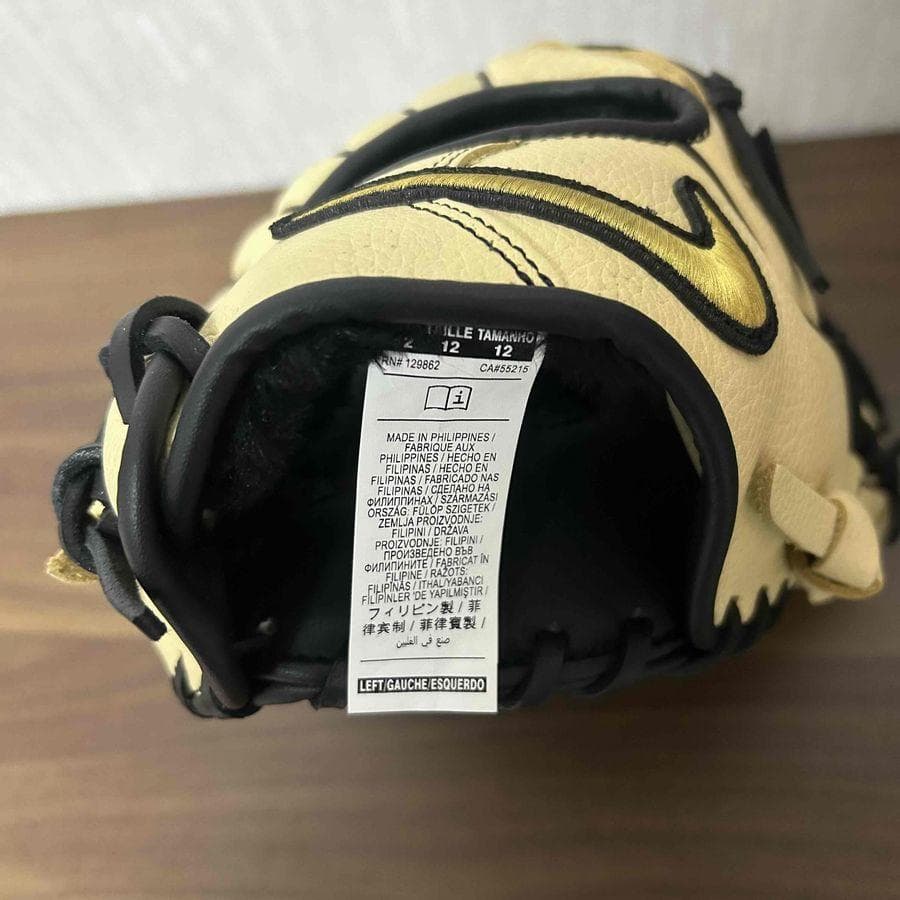 TAILLE TAMANHO
2 12 12
RN# 129862 CA#55215
MADE IN PHILIPPINES /
FABRIQUE AUX
PHILIPPINES / HECHO EN
FILIPINAS / HECHO EN
FILIPINAS / FABRICADO NAS
FILIPINAS / СДЕЛАНО НА
ФИЛИППИНАХ / SZÁRMAZÁSI
ORSZÁG: FÜLÖP SZIGETEK /
ZEMLJA PROIZVODNJE:
FILIPINI / DRŽAVA
PROIZVODNJE: FILIPINI /
ПРОИЗВЕДЕНО ВЪВ
ФИЛИПИНИТЕ / FABRICAT ÎN
FILIPINE / RAŽOTS:
FILIPĪNĀS / ITHALIYABANCI
FILIPINLER 'DE YAPILMIŞTIR /
フィリピン製 / 菲
律宾制 / 菲律賓製 /
صنع في الفلبين
LEFT/GAUCHE/ESQUERDO